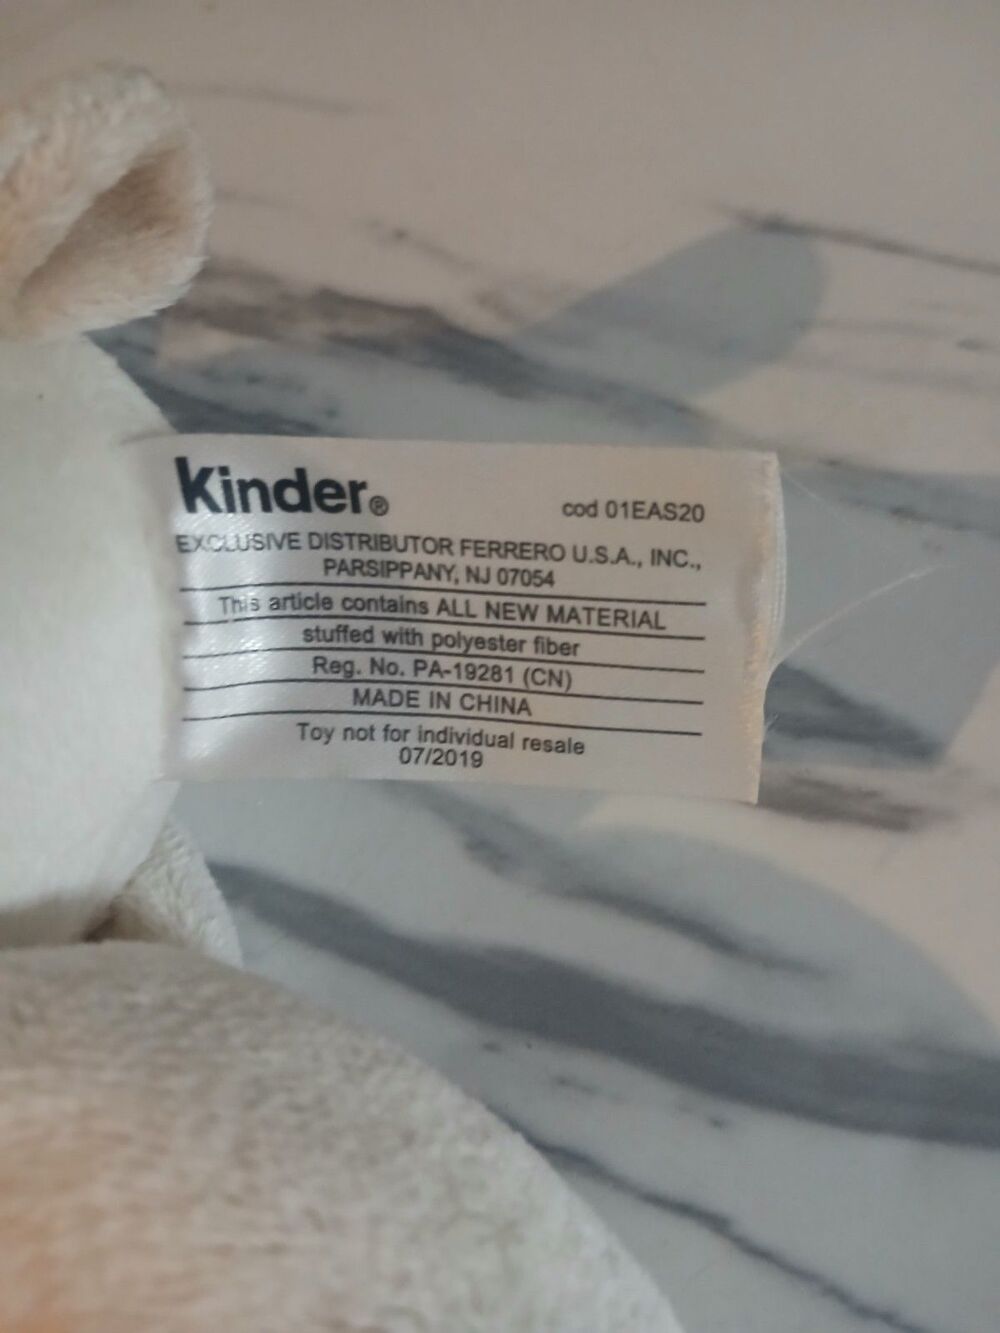 Kinder®
cod 01EAS20
EXCLUSIVE DISTRIBUTOR FERRERO U.S.A., INC.,
PARSIPPANY, NJ 07054
This article contains ALL NEW MATERIAL
stuffed with polyester fiber
Reg. No. PA-19281 (CN)
MADE IN CHINA
Toy not for individual resale
07/2019